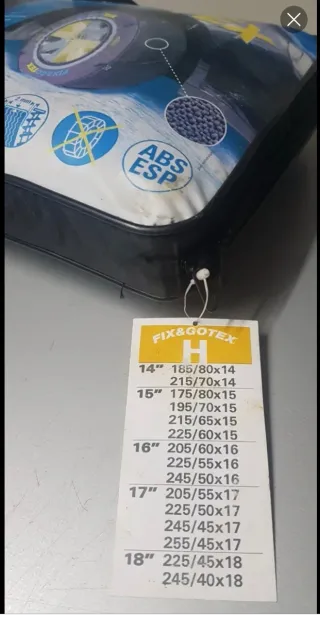 ABS
ESP
FIX&GOTEX
H
14" 185/80x14
215/70x14
15" 175/80x15
195/70x15
215/65x15
225/60x15
16" 205/60x16
225/55x16
245/50x16
17" 205/55x17
225/50x17
245/45x17
255/45x17
18" 225/45x18
245/40x18